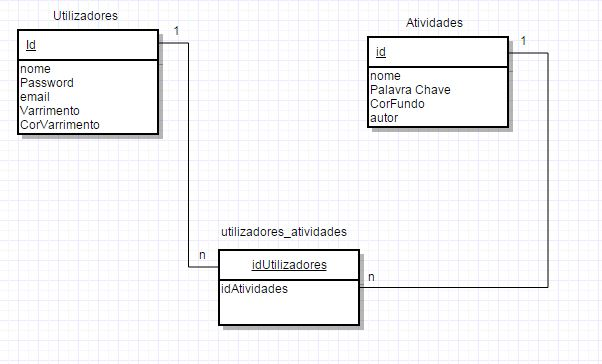 Utilizadores
Id
nome
Password
email
Varrimento
CorVarrimento
1
Atividades
id
nome
Palavra Chave
CorFundo
autor
1
utilizadores_atividades
idUtilizadores
idAtividades
n
n